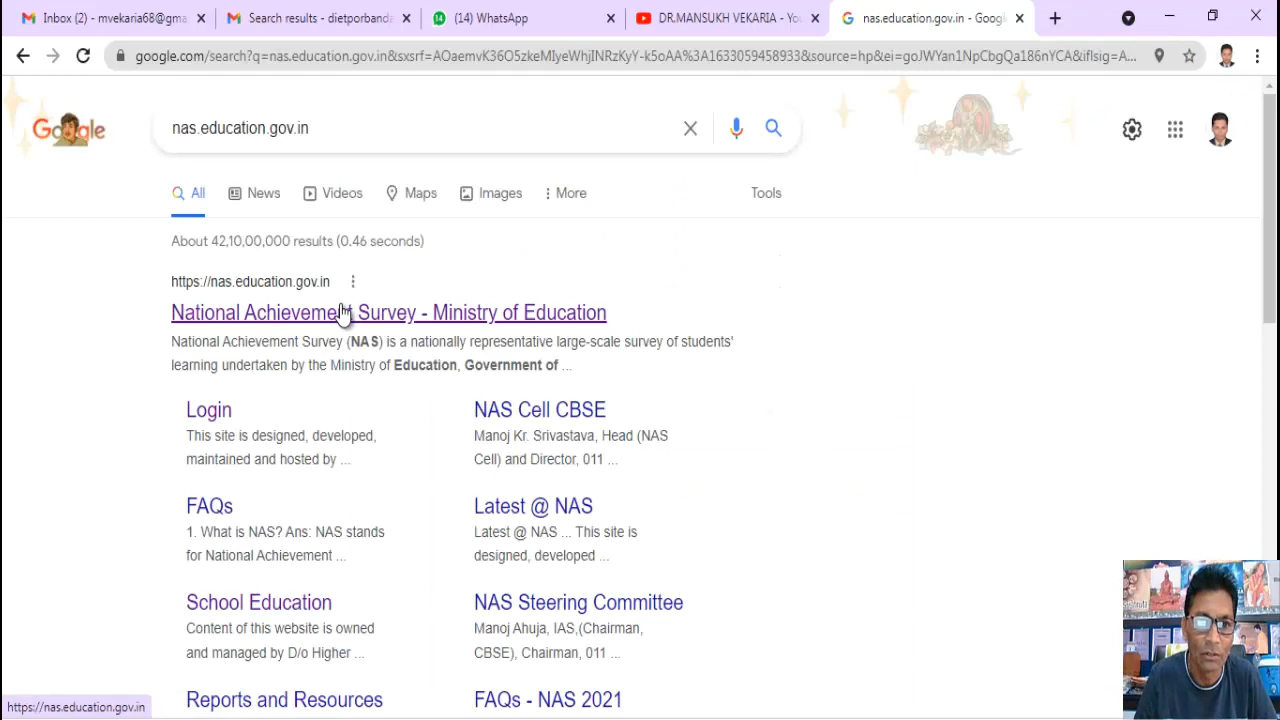 Inbox (2) - mvekaria68@gma
Search results - dietporbanda
(14) WhatsApp
DR.MANSUKH VEKARIA - You
nas.education.gov.in - Google
google.com/search?q=nas.education.gov.in&sxsrf=AOaemvK36O5zkeMIyeWhjINRzKyY-k5oAA%3A1633059458933&source=hp&ei=goJWYan1NpCbgQa186nYCA&iflsig=A...
Google
nas.education.gov.in
All
News
Videos
Maps
Images
More
Tools
About 42,10,00,000 results (0.46 seconds)
https://nas.education.gov.in
National Achievement Survey - Ministry of Education
National Achievement Survey (NAS) is a nationally representative large-scale survey of students'
learning undertaken by the Ministry of Education, Government of ...
Login
This site is designed, developed,
maintained and hosted by ...
NAS Cell CBSE
Manoj Kr. Srivastava, Head (NAS
Cell) and Director, 011 ...
FAQs
1. What is NAS? Ans: NAS stands
for National Achievement ...
Latest @ NAS
Latest @ NAS ... This site is
designed, developed ...
School Education
Content of this website is owned
and managed by D/o Higher ...
NAS Steering Committee
Manoj Ahuja, IAS,(Chairman,
CBSE), Chairman, 011 ...
Reports and Resources
FAQs - NAS 2021
https://nas.education.gov.in